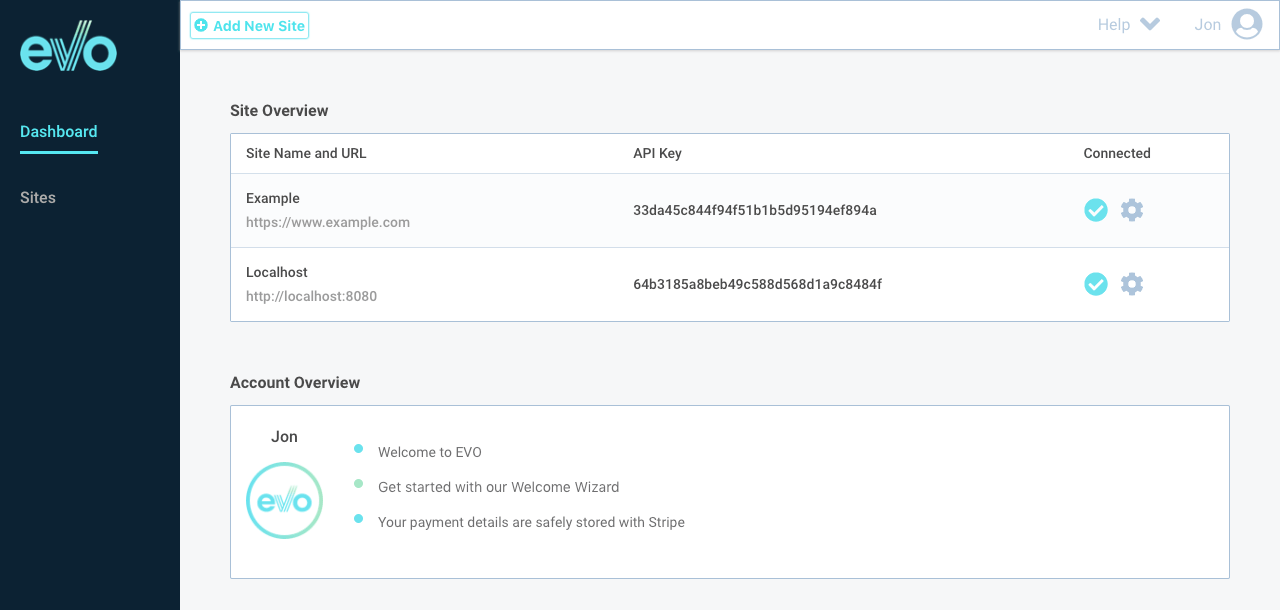 evo
Add New Site
Help
Jon
Dashboard
Sites
Site Overview
Site Name and URL API Key Connected
Example
https://www.example.com
33da45c844f94f51b1b5d95194ef894a
Localhost
http://localhost:8080
64b3185a8beb49c588d568d1a9c8484f
Account Overview
Jon
evo
Welcome to EVO
Get started with our Welcome Wizard
Your payment details are safely stored with Stripe